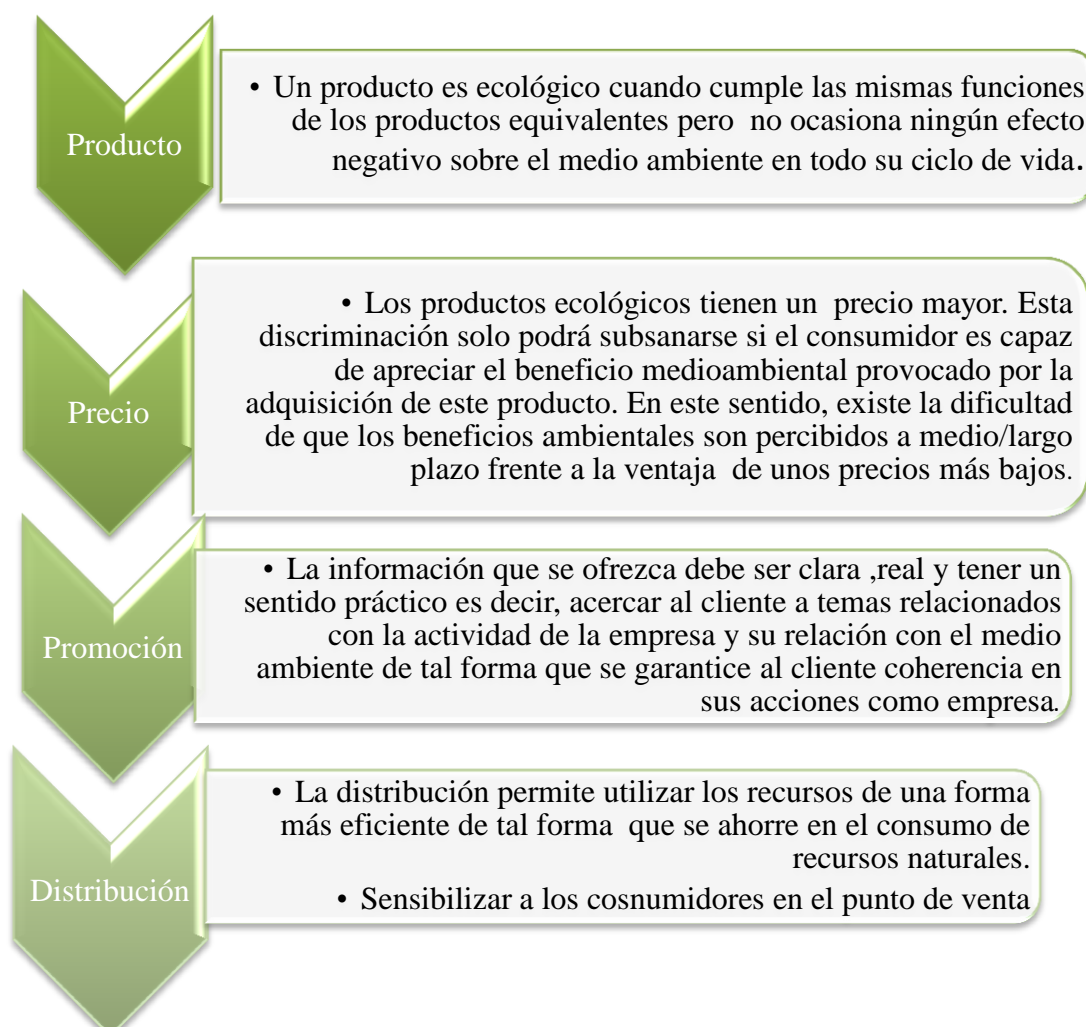 Producto
• Un producto es ecológico cuando cumple las mismas funciones
de los productos equivalentes pero no ocasiona ningún efecto
negativo sobre el medio ambiente en todo su ciclo de vida.
Precio
• Los productos ecológicos tienen un precio mayor. Esta
discriminación solo podrá subsanarse si el consumidor es capaz
de apreciar el beneficio medioambiental provocado por la
adquisición de este producto. En este sentido, existe la dificultad
de que los beneficios ambientales son percibidos a medio/largo
plazo frente a la ventaja de unos precios más bajos.
Promoción
• La información que se ofrezca debe ser clara ,real y tener un
sentido práctico es decir, acercar al cliente a temas relacionados
con la actividad de la empresa y su relación con el medio
ambiente de tal forma que se garantice al cliente coherencia en
sus acciones como empresa.
Distribución
• La distribución permite utilizar los recursos de una forma
más eficiente de tal forma que se ahorre en el consumo de
recursos naturales.
• Sensibilizar a los cosnumidores en el punto de venta